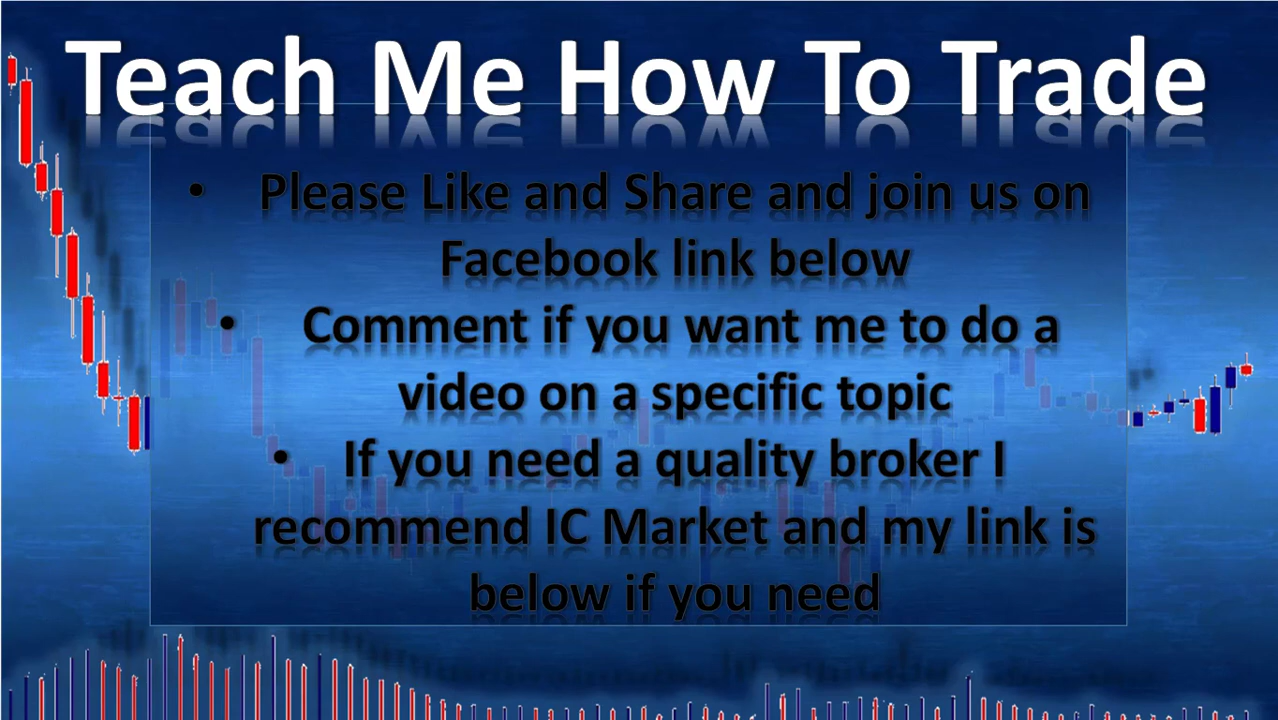 Teach Me How To Trade
• Please Like and Share and join us on
Facebook link below
• Comment if you want me to do a
video on a specific topic
• If you need a quality broker I
recommend IC Market and my link is
below if you need